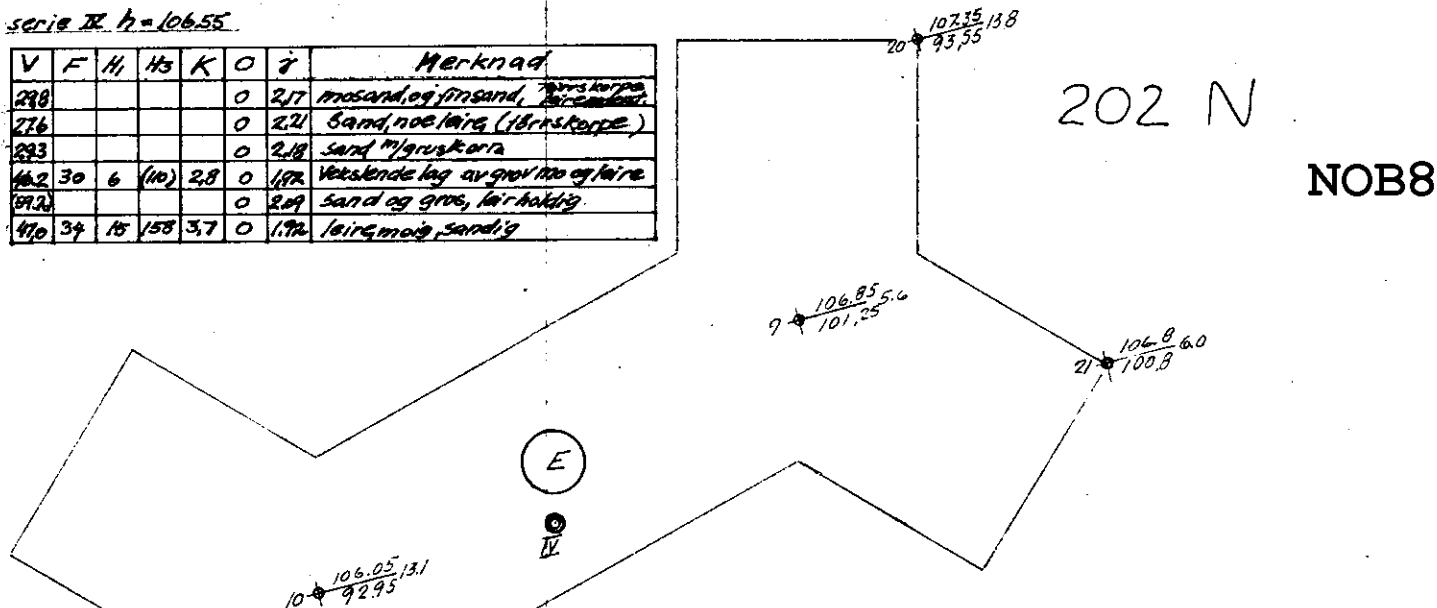 serie IV h=106.55
V F H₁ H₃ K O γ Merknad
29.8 0 2,17 mosand, og finsand, Tørrskorpe
27.6 0 2.21 Sand, noe leire, (tørrskorpe)
29.3 0 2,18 sand m/gruskorn
46.2 30 6 (110) 2,8 0 1,92 Vekslende lag av grov mo og leire
0 2,09 sand og grus, leirholdig
47,0 34 15 158 3,7 0 1.92 leire, moig, sandig
20 107.35 13.8
93,55
202 N
NOB8
9 106.85 5.6
101,25
21 106.8 6.0
100,8
E
IV
10 106.05 13.1
92.95